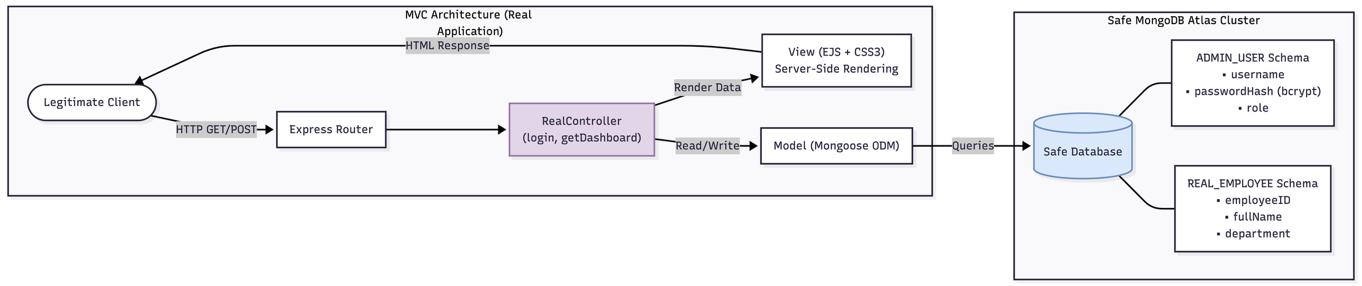 MVC Architecture (Real
Application)
HTML Response
View (EJS + CSS3)
Server-Side Rendering
Legitimate Client
HTTP GET/POST
Express Router
RealController
(login, getDashboard)
Render Data
Read/Write
Model (Mongoose ODM)
Queries
Safe MongoDB Atlas Cluster
Safe Database
ADMIN_USER Schema
• username
• passwordHash (bcrypt)
• role
REAL_EMPLOYEE Schema
• employeeID
• fullName
• department